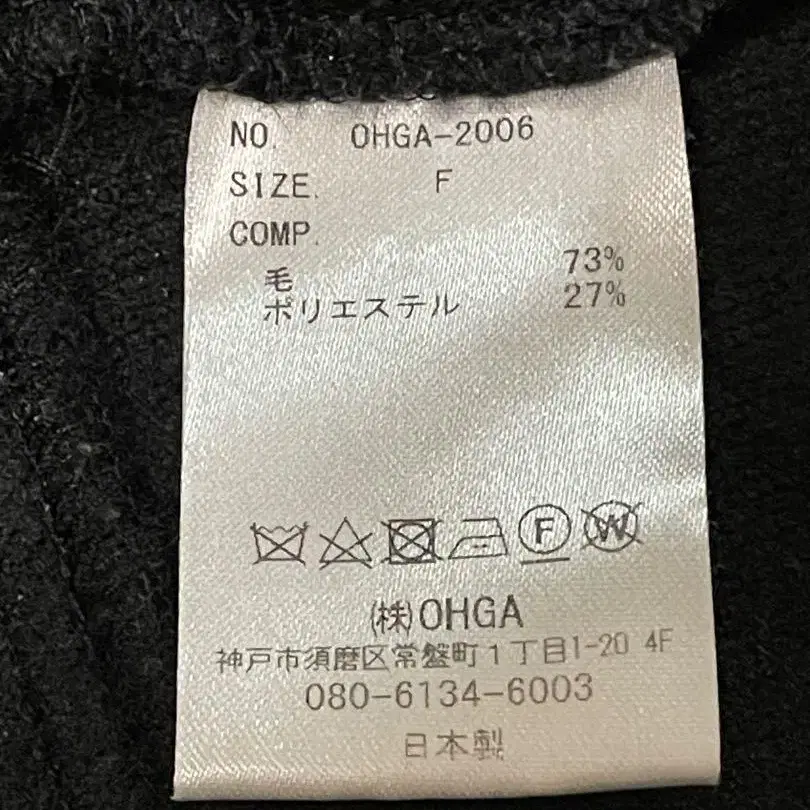 NO. OHGA-2006
SIZE. F
COMP.
毛 73%
ポリエステル 27%
F W
㈱OHGA
神戸市須磨区常盤町1丁目1-20 4F
080-6134-6003
日本製